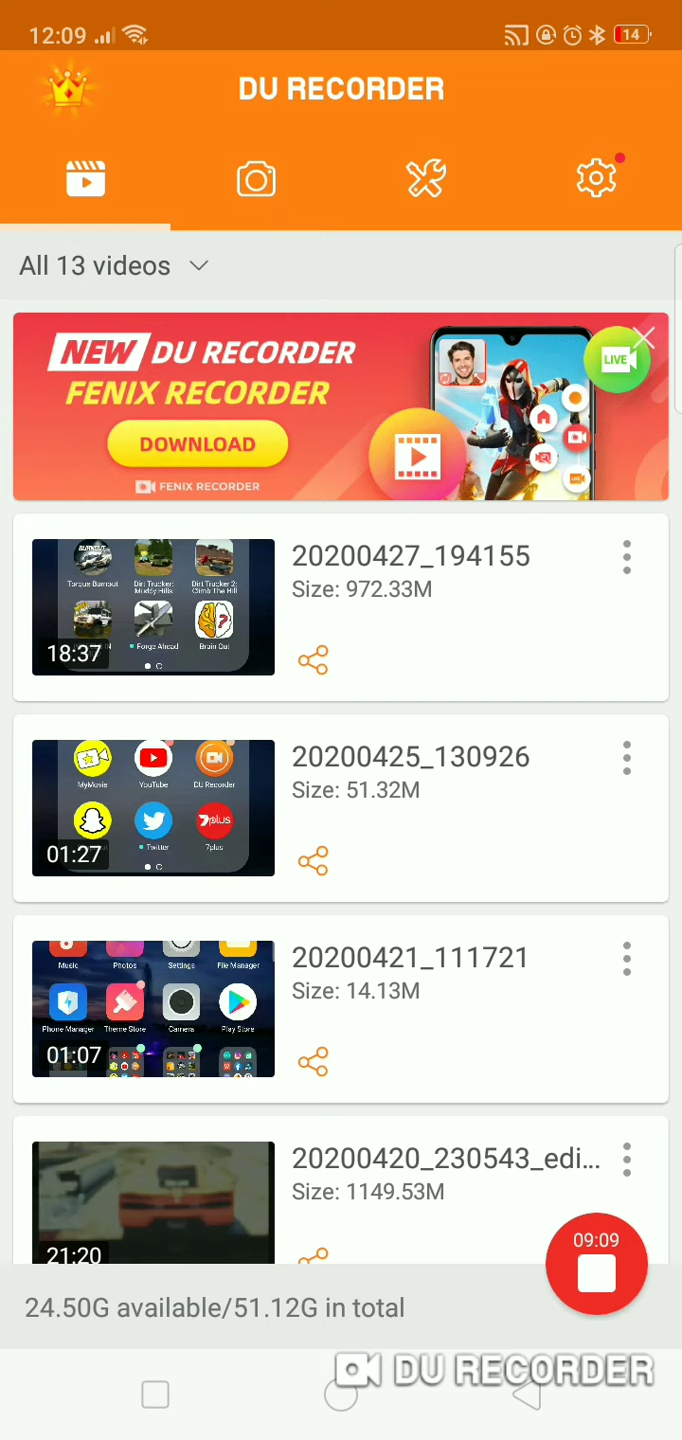 12:09
14
DU RECORDER
All 13 videos
NEW DU RECORDER
FENIX RECORDER
LIVE
DOWNLOAD
FENIX RECORDER
20200427_194155
Size: 972.33M
Torque Burnout
Dirt Trucker: Muddy Hills
Dirt Trucker 2: Climb The Hill
Forge Ahead
Brain Out
18:37
20200425_130926
Size: 51.32M
MyMovie
YouTube
DU Recorder
Twitter
7plus
7plus
01:27
20200421_111721
Size: 14.13M
Music
Photos
Settings
File Manager
Phone Manager
Theme Store
Camera
Play Store
01:07
20200420_230543_edi...
Size: 1149.53M
21:20
09:09
24.50G available/51.12G in total
DU RECORDER